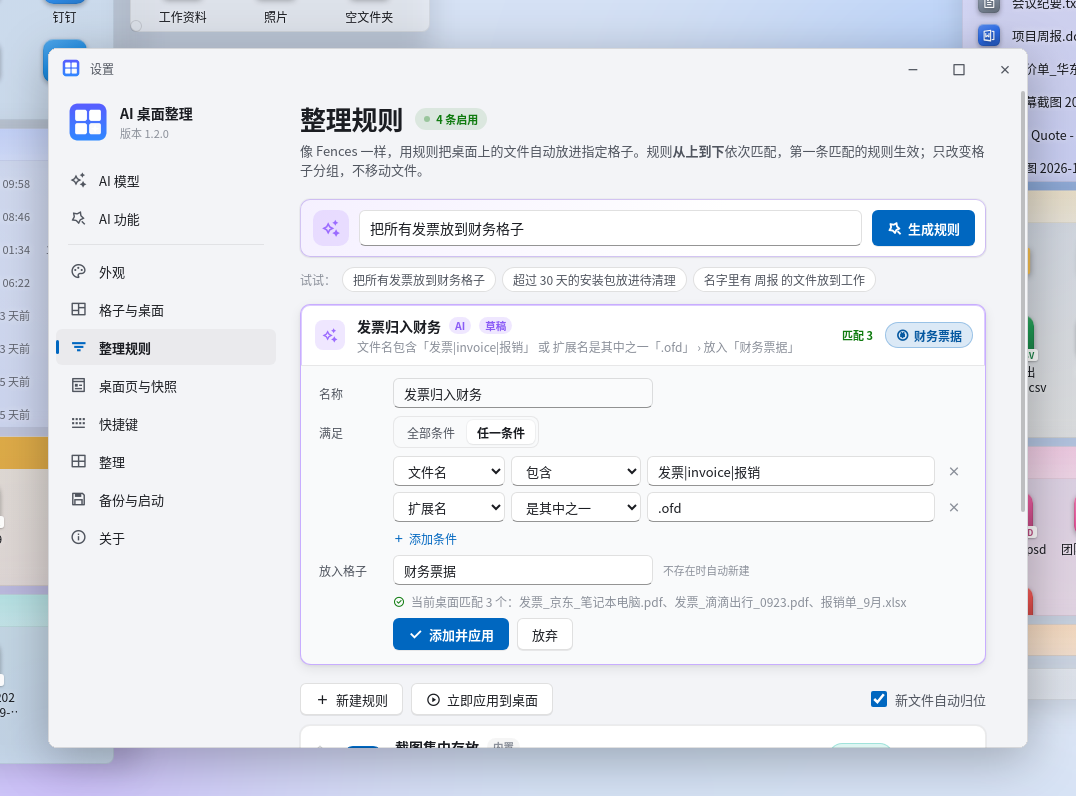 钉钉
工作资料
照片
空文件夹
会议纪要.tx
项目周报.do
价单_华东
幕截图 20
Quote -
图 2026-1
09:58
08:46
01:34
06:22
3 天前
3 天前
5 天前
5 天前
设置
AI 桌面整理
版本 1.2.0
AI 模型
AI 功能
外观
格子与桌面
整理规则
桌面页与快照
快捷键
整理
备份与启动
关于
整理规则
4 条启用
像 Fences 一样，用规则把桌面上的文件自动放进指定格子。规则从上到下依次匹配，第一条匹配的规则生效；只改变格
子分组，不移动文件。
把所有发票放到财务格子
生成规则
试试：
把所有发票放到财务格子
超过 30 天的安装包放进待清理
名字里有 周报 的文件放到工作
发票归入财务
AI
草稿
文件名包含「发票|invoice|报销」 或 扩展名是其中之一「.ofd」 › 放入「财务票据」
匹配 3
财务票据
名称
发票归入财务
满足
全部条件
任一条件
文件名
包含
发票|invoice|报销
扩展名
是其中之一
.ofd
+ 添加条件
放入格子
财务票据
不存在时自动新建
当前桌面匹配 3 个：发票_京东_笔记本电脑.pdf、发票_滴滴出行_0923.pdf、报销单_9月.xlsx
添加并应用
放弃
+ 新建规则
立即应用到桌面
新文件自动归位
截图集中存放
内置
出
.csv
psd
团
202
9-…